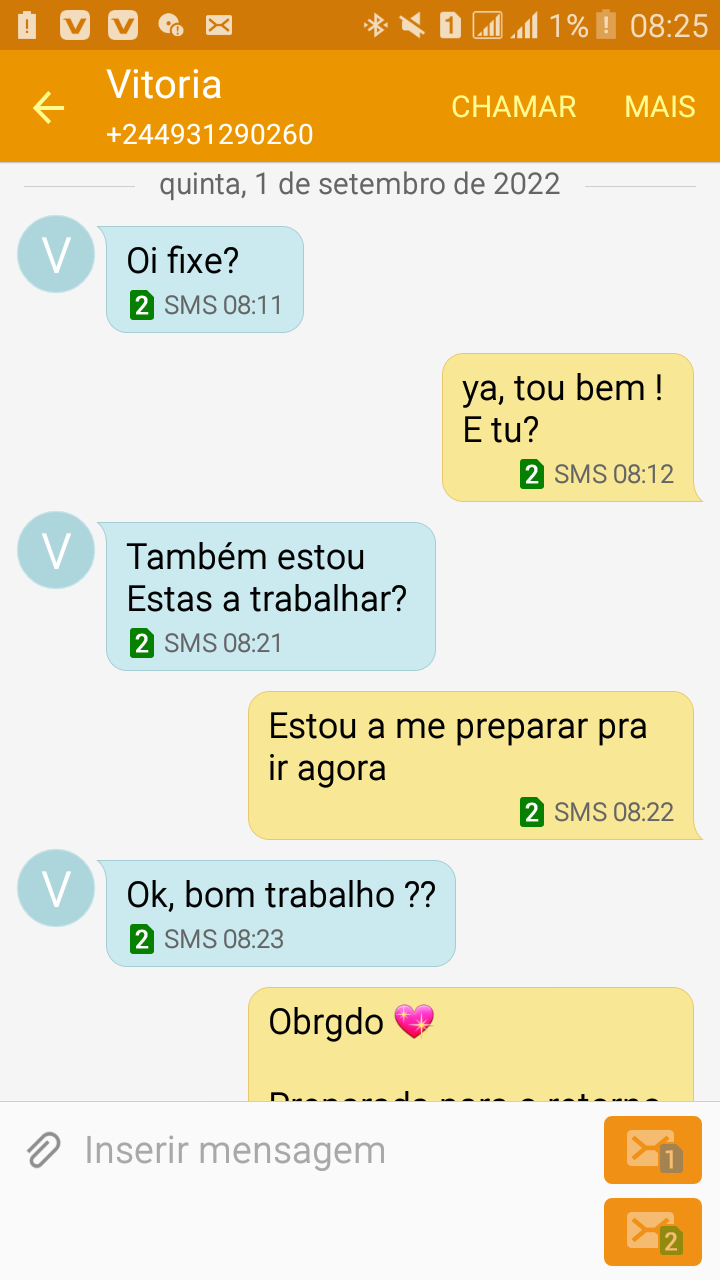 1 1% 08:25
Vitoria
+244931290260
CHAMAR MAIS
quinta, 1 de setembro de 2022
V
Oi fixe?
2 SMS 08:11
ya, tou bem !
E tu?
2 SMS 08:12
V
Também estou
Estas a trabalhar?
2 SMS 08:21
Estou a me preparar pra
ir agora
2 SMS 08:22
V
Ok, bom trabalho ??
2 SMS 08:23
Obrgdo 💖
Preparada para o retorno
Inserir mensagem
1
2